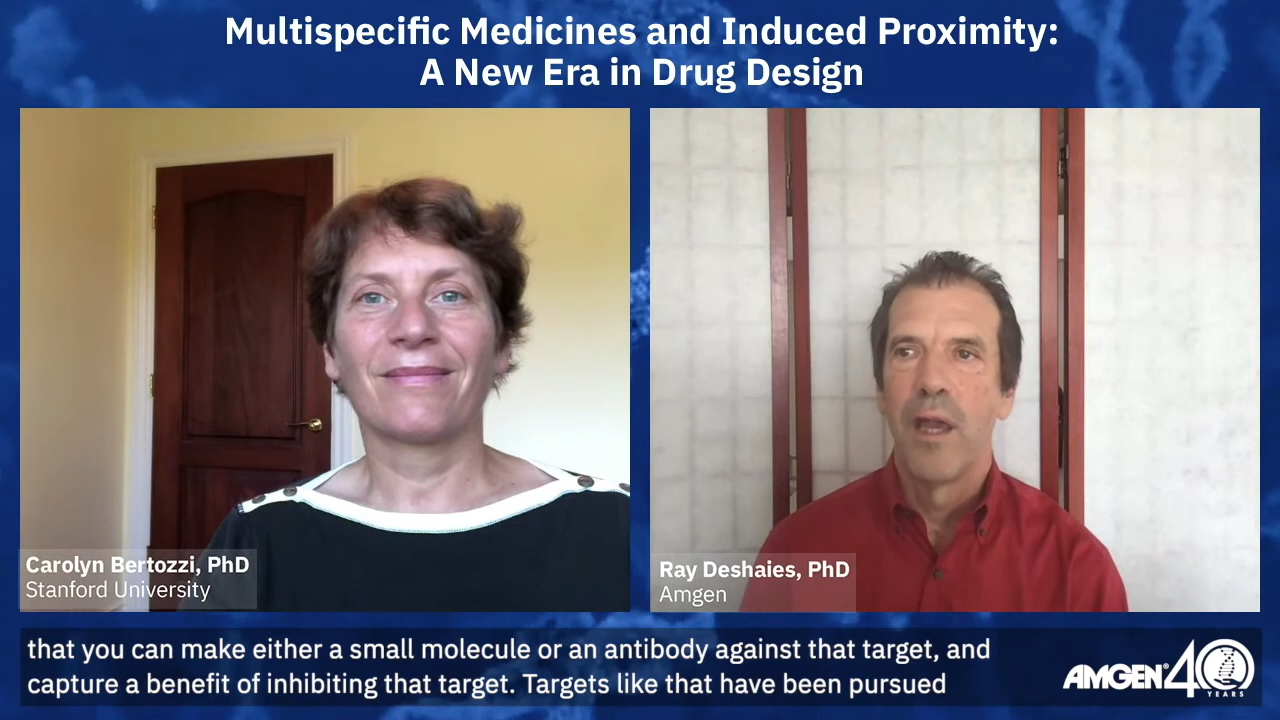 Multispecific Medicines and Induced Proximity:
A New Era in Drug Design
Carolyn Bertozzi, PhD
Stanford University
Ray Deshaies, PhD
Amgen
that you can make either a small molecule or an antibody against that target, and
capture a benefit of inhibiting that target. Targets like that have been pursued
AMGEN® 40
YEARS